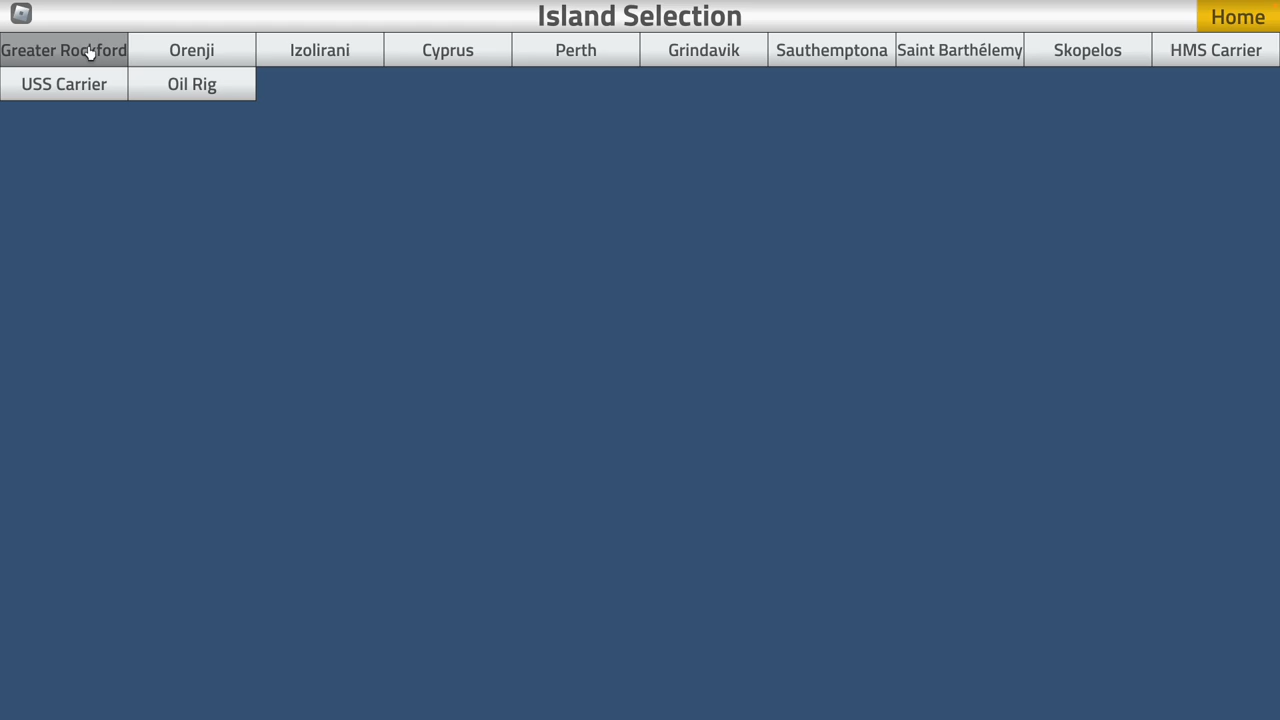 Island Selection
Home
Greater Rockford
Orenji
Izolirani
Cyprus
Perth
Grindavik
Sauthemptona
Saint Barthélemy
Skopelos
HMS Carrier
USS Carrier
Oil Rig